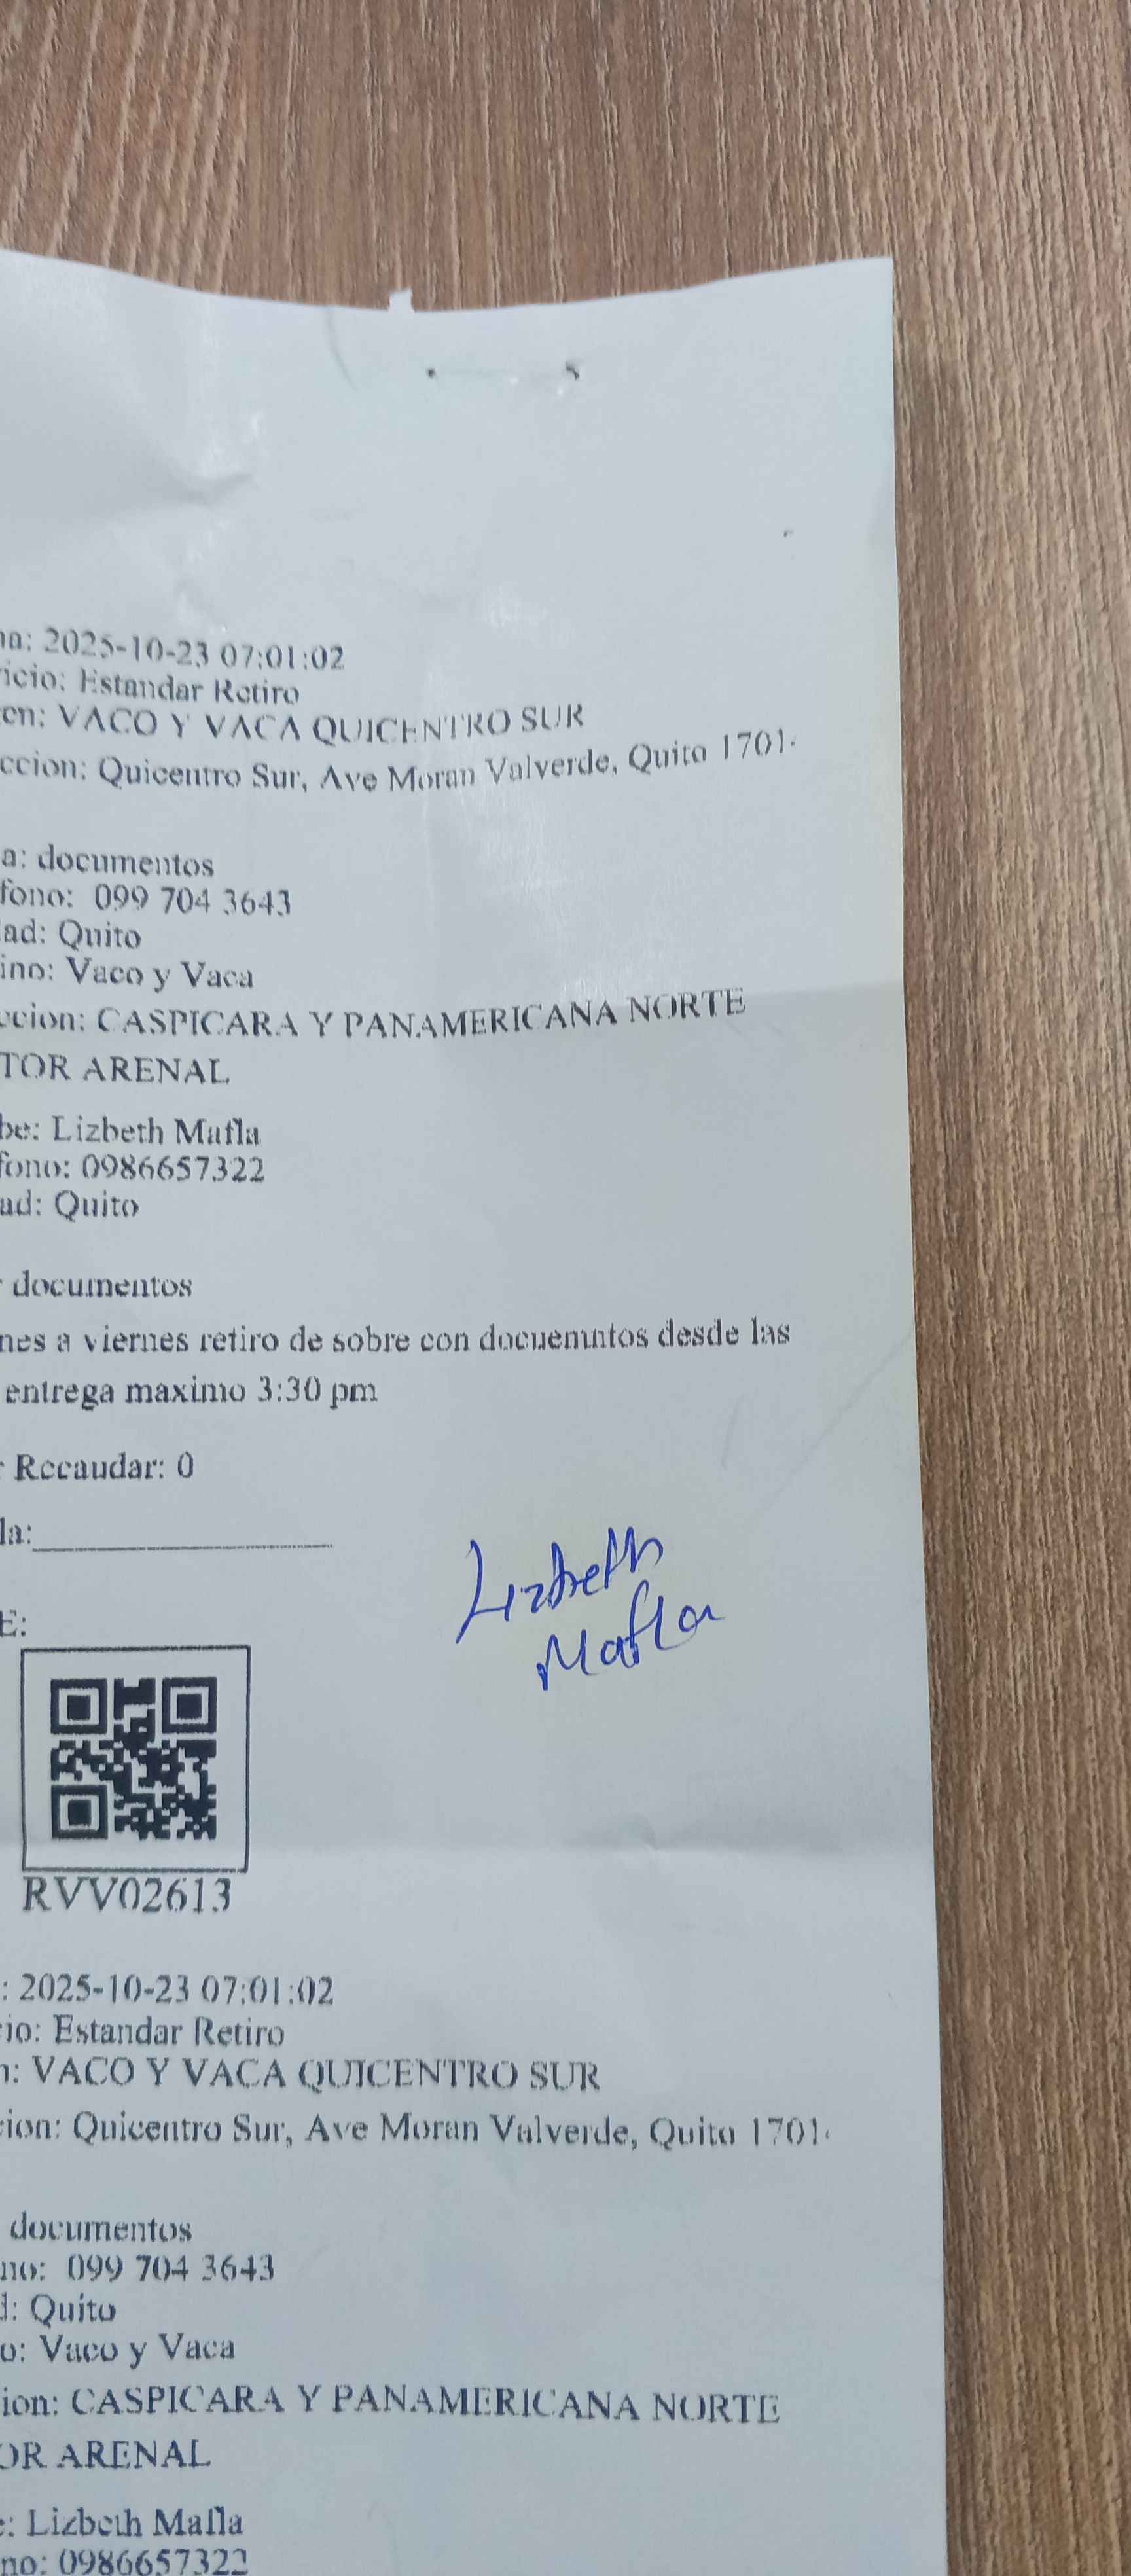 na: 2025-10-23 07:01:02
icio: Estandar Retiro
en: VACO Y VACA QUICENTRO SUR
ccion: Quicentro Sur, Ave Moran Valverde, Quito 1701
a: documentos
fono: 099 704 3643
ad: Quito
ino: Vaco y Vaca
ccion: CASPICARA Y PANAMERICANA NORTE
TOR ARENAL
be: Lizbeth Mafla
fono: 0986657322
ad: Quito
documentos
nes a viernes retiro de sobre con docuemntos desde las
entrega maximo 3:30 pm
r Recaudar: 0
la:
Lizbeth
Mafla
E:
RVV02613
: 2025-10-23 07:01:02
io: Estandar Retiro
n: VACO Y VACA QUICENTRO SUR
ion: Quicentro Sur, Ave Moran Valverde, Quito 1701
documentos
no: 099 704 3643
d: Quito
o: Vaco y Vaca
ion: CASPICARA Y PANAMERICANA NORTE
OR ARENAL
e: Lizbeth Mafla
no: 0986657322